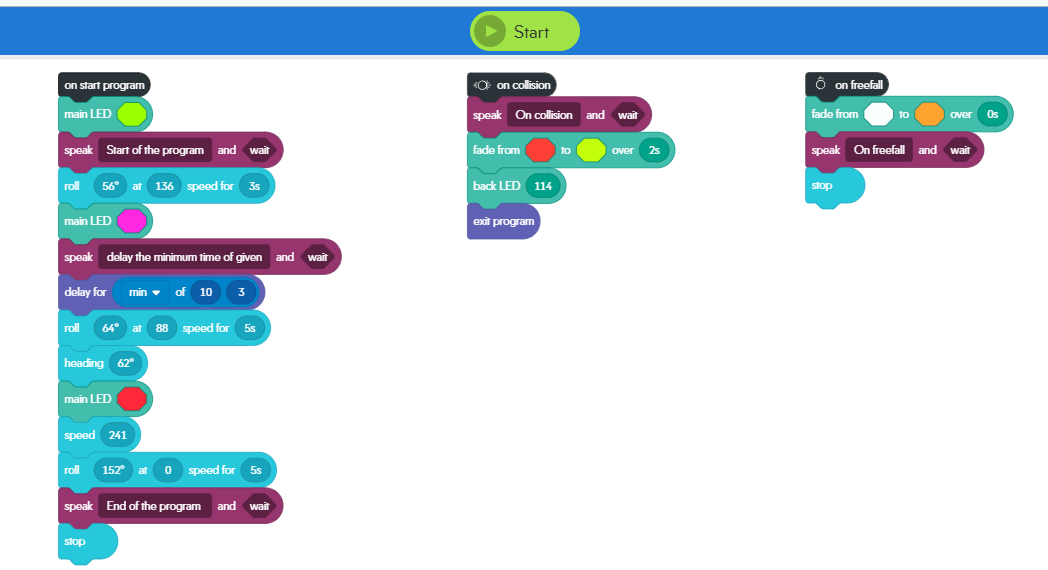 Start
on start program
main LED
speak Start of the program and wait
roll 56° at 136 speed for 3s
main LED
speak delay the minimum time of given and wait
delay for min of 10 3
roll 64° at 88 speed for 5s
heading 62°
main LED
speed 241
roll 152° at 0 speed for 5s
speak End of the program and wait
stop
on collision
speak On collision and wait
fade from to over 2s
back LED 114
exit program
on freefall
fade from to over 0s
speak On freefall and wait
stop